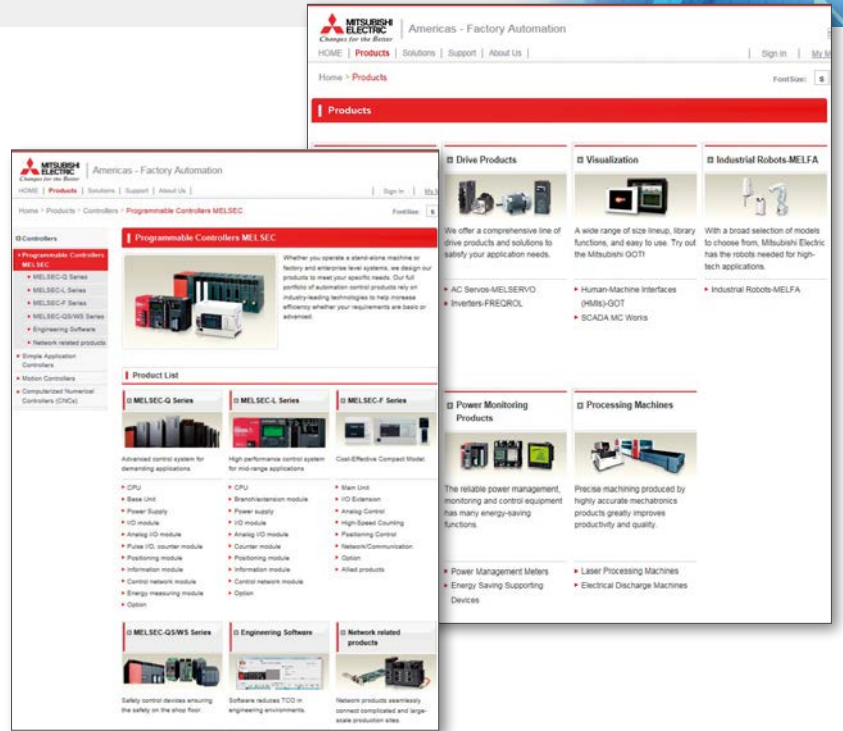 MITSUBISHI
ELECTRIC
Changes for the Better
Americas - Factory Automation
HOME | Products | Solutions | Support | About Us |
| Sign in |
Home > Products
FontSize: S
Products
Drive Products
We offer a comprehensive line of
drive products and solutions to
satisfy your application needs.
AC Servos-MELSERVO
Inverters-FREQROL
Visualization
A wide range of size lineup, library
functions, and easy to use. Try out
the Mitsubishi GOT!
Human-Machine Interfaces
(HMIs)-GOT
SCADA MC Works
Industrial Robots-MELFA
With a broad selection of models
to choose from, Mitsubishi Electric
has the robots needed for high-
tech applications.
Industrial Robots-MELFA
Power Monitoring
Products
The reliable power management,
monitoring and control equipment
has many energy-saving
functions.
Power Management Meters
Energy Saving Supporting
Devices
Processing Machines
Precise machining produced by
highly accurate mechatronics
products greatly improves
productivity and quality.
Laser Processing Machines
Electrical Discharge Machines
MITSUBISHI
ELECTRIC
Changes for the Better
Americas - Factory Automation
HOME | Products | Solutions | Support | About Us |
| Sign in |
Home > Products > Controllers > Programmable Controllers MELSEC
FontSize: S
Controllers
Programmable Controllers
MELSEC
MELSEC-Q Series
MELSEC-L Series
MELSEC-F Series
MELSEC-QS/WS Series
Engineering Software
Network related products
Simple Application
Controllers
Motion Controllers
Computerized Numerical
Controllers (CNCs)
Programmable Controllers MELSEC
Whether you operate a stand-alone machine or
factory and enterprise level systems, we design our
products to meet your specific needs. Our full
portfolio of automation control products rely on
industry-leading technologies to help increase
efficiency whether your requirements are basic or
advanced.
Product List
MELSEC-Q Series
Advanced control system for
demanding applications.
CPU
Base Unit
Power Supply
I/O module
Analog I/O module
Pulse I/O, counter module
Positioning module
Information module
Control network module
Energy measuring module
Option
MELSEC-L Series
High performance control system
for mid-range applications
CPU
Branch/extension module
Power supply
I/O module
Analog I/O module
Counter module
Positioning module
Information module
Control network module
Option
MELSEC-F Series
Cost-Effective Compact Model.
Main Unit
I/O Extension
Analog Control
High-Speed Counting
Positioning Control
Network/Communication
Option
Allied products
MELSEC-QS/WS Series
Safety control devices ensuring
the safety on the shop floor.
Engineering Software
Software reduces TCO in
engineering environments.
Network related
products
Network products seamlessly
connect complicated and large-
scale production sites.